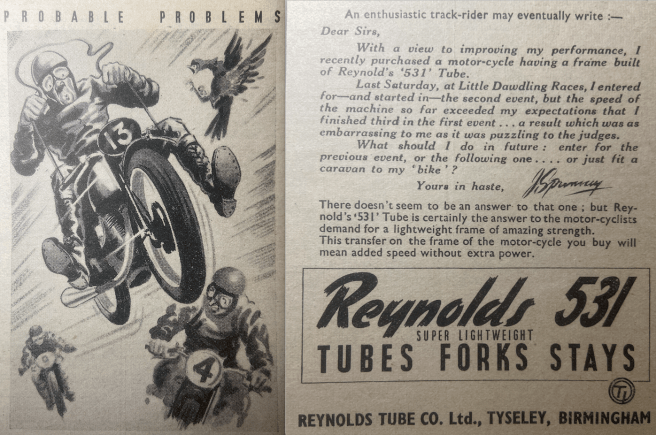 PROBABLE PROBLEMS
13
4
An enthusiastic track-rider may eventually write :—
Dear Sirs,
With a view to improving my performance, I
recently purchased a motor-cycle having a frame built
of Reynold's '531' Tube.
Last Saturday, at Little Dawdling Races, I entered
for—and started in—the second event, but the speed of
the machine so far exceeded my expectations that I
finished third in the first event . . . a result which was as
embarrassing to me as it was puzzling to the judges.
What should I do in future : enter for the
previous event, or the following one . . . . or just fit a
caravan to my 'bike' ?
Yours in haste,
There doesn't seem to be an answer to that one ; but Rey-
nold's '531' Tube is certainly the answer to the motor-cyclists
demand for a lightweight frame of amazing strength.
This transfer on the frame of the motor-cycle you buy will
mean added speed without extra power.
Reynolds 531
SUPER LIGHTWEIGHT
TUBES FORKS STAYS
TI
REYNOLDS TUBE CO. Ltd., TYSELEY, BIRMINGHAM